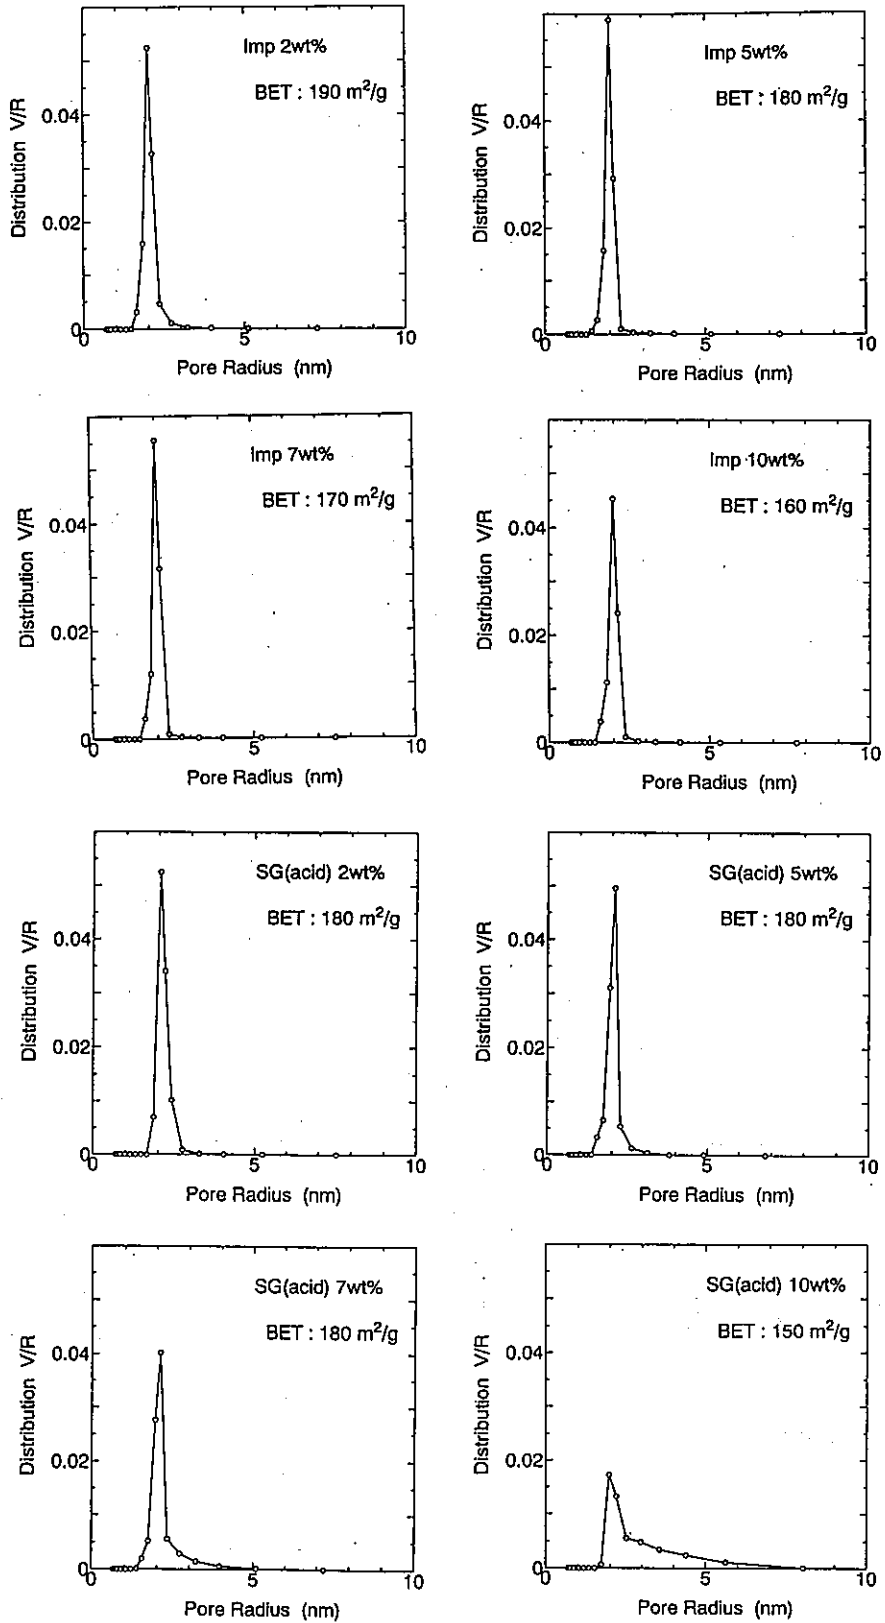 Imp 2wt%
BET : 190 m²/g
Distribution V/R
0.04
0.02
0
0 5 10
Pore Radius (nm)
Imp 5wt%
BET : 180 m²/g
Distribution V/R
0.04
0.02
0
0 5 10
Pore Radius (nm)
Imp 7wt%
BET : 170 m²/g
Distribution V/R
0.04
0.02
0
0 5 10
Pore Radius (nm)
Imp 10wt%
BET : 160 m²/g
Distribution V/R
0.04
0.02
0
0 5 10
Pore Radius (nm)
SG(acid) 2wt%
BET : 180 m²/g
Distribution V/R
0.04
0.02
0
0 5 10
Pore Radius (nm)
SG(acid) 5wt%
BET : 180 m²/g
Distribution V/R
0.04
0.02
0
0 5 10
Pore Radius (nm)
SG(acid) 7wt%
BET : 180 m²/g
Distribution V/R
0.04
0.02
0
0 5 10
Pore Radius (nm)
SG(acid) 10wt%
BET : 150 m²/g
Distribution V/R
0.04
0.02
0
0 5 10
Pore Radius (nm)